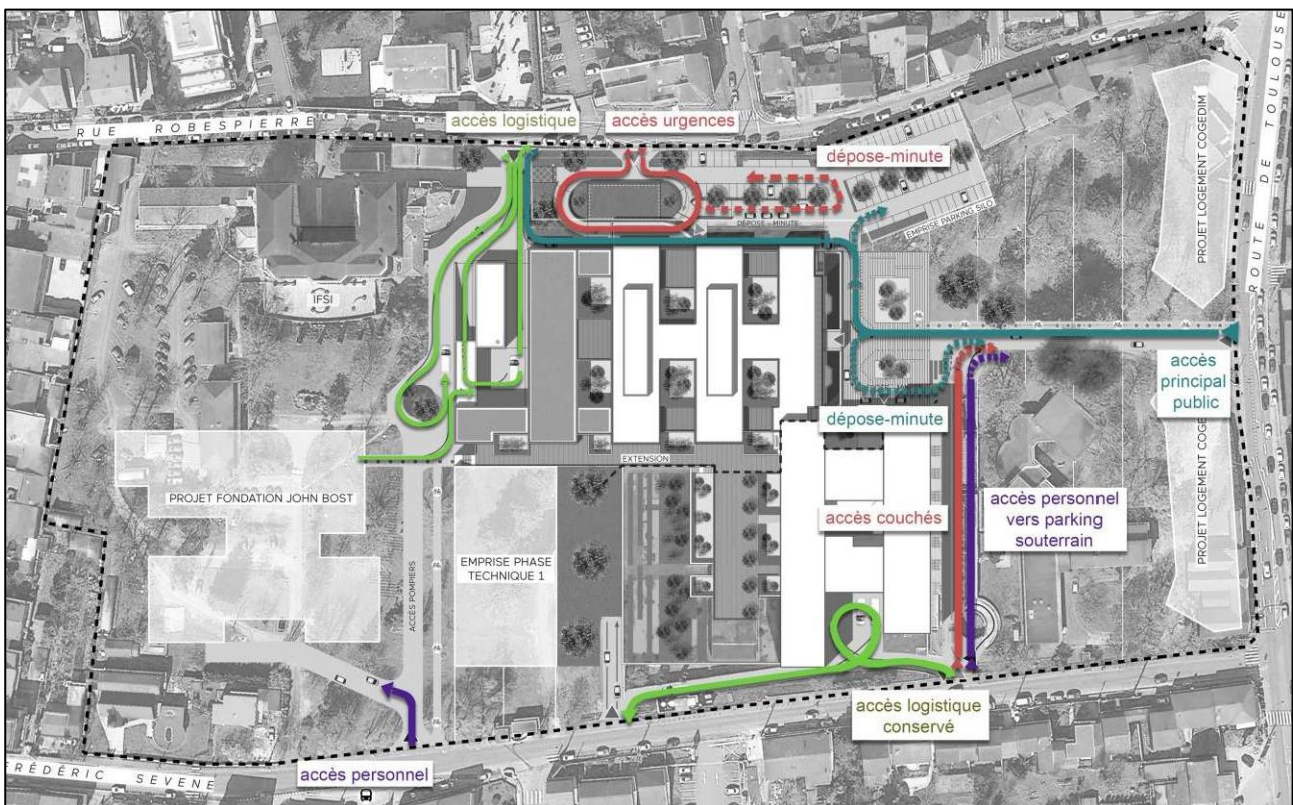 RUE ROBESPIERRE
accès logistique
accès urgences
dépose-minute
PROJET LOGEMENT COGEDIM
ROUTE DE TOULOUSE
DÉPOSE - MINUTE
EMPRISE PARKING SILO
IFSI
accès
principal
public
dépose-minute
EXTENSION
PROJET FONDATION JOHN BOST
accès couchés
accès personnel
vers parking
souterrain
PROJET LOGEMENT COGE
EMPRISE PHASE
TECHNIQUE 1
ACCÈS POMPIERS
accès logistique
conservé
accès personnel
FRÉDÉRIC SEVENE